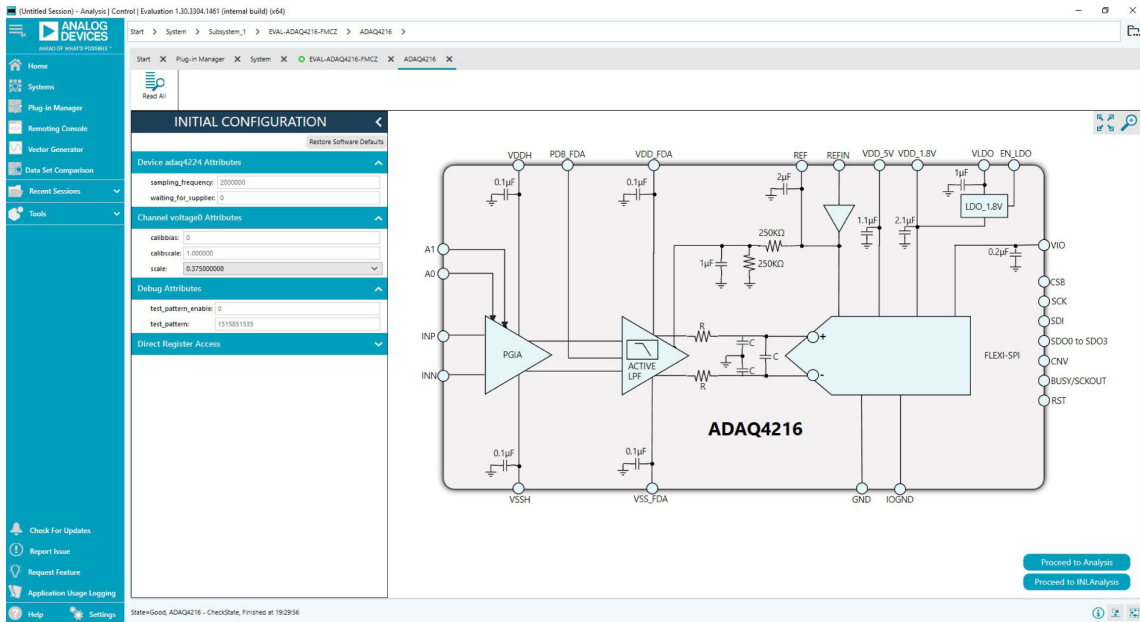 (Untitled Session) - Analysis | Control | Evaluation 1.30.3304.1461 (internal build) (x64)
ANALOG
DEVICES
AHEAD OF WHAT'S POSSIBLE™
Home
Systems
Plug-in Manager
Remoting Console
Vector Generator
Data Set Comparison
Recent Sessions
Tools
Check For Updates
Report Issue
Request Feature
Application Usage Logging
Help Settings
Start > System > Subsystem_1 > EVAL-ADAQ4216-FMCZ > ADAQ4216 >
Start Plug-in Manager System EVAL-ADAQ4216-FMCZ ADAQ4216
Read All
INITIAL CONFIGURATION
Restore Software Defaults
Device adaq4224 Attributes
sampling_frequency: 2000000
waiting_for_supplier: 0
Channel voltage0 Attributes
calibbias: 0
calibscale: 1.000000
scale: 0.375000000
Debug Attributes
test_pattern_enable: 0
test_pattern: 1515851535
Direct Register Access
VDDH PDB_FDA VDD_FDA REF REFIN VDD_5V VDD_1.8V VLDO EN_LDO
0.1μF 0.1μF 2μF 1μF
LDO_1.8V
1.1μF 2.1μF
250KΩ
A1 VIO
0.2μF
1μF 250KΩ
A0
CSB
SCK
SDI
R
INP + SDO0 to SDO3
C
PGIA C FLEXI-SPI
ACTIVE
LPF
CNV
C
INN - BUSY/SCKOUT
R
RST
ADAQ4216
0.1μF 0.1μF
VSSH VSS_FDA GND IOGND
Proceed to Analysis
Proceed to INLAnalysis
State=Good, ADAQ4216 - CheckState, Finished at 19:29:56